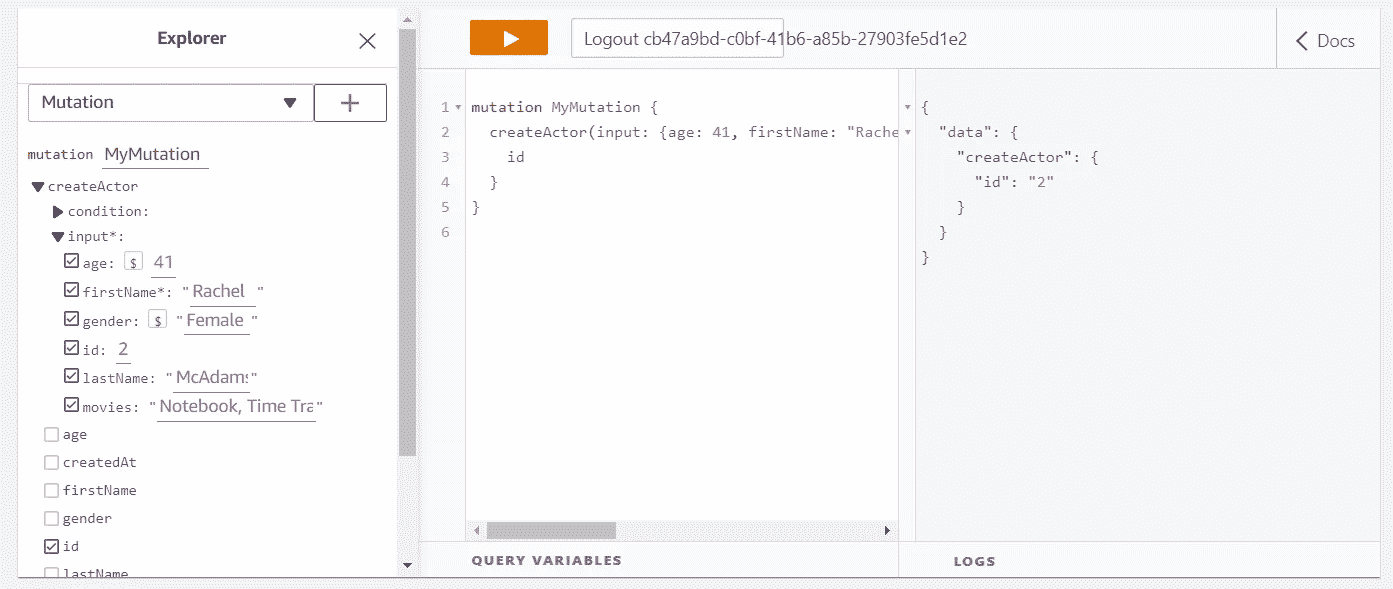 Explorer
Mutation
mutation MyMutation
createActor
condition:
input*:
age: $ 41
firstName*: "Rachel"
gender: $ "Female"
id: 2
lastName: "McAdams"
movies: "Notebook, Time Tra"
age
createdAt
firstName
gender
id
lastName
Logout cb47a9bd-c0bf-41b6-a85b-27903fe5d1e2
Docs
1 mutation MyMutation {
2 createActor(input: {age: 41, firstName: "Rache
3 id
4 }
5 }
6
QUERY VARIABLES
{
"data": {
"createActor": {
"id": "2"
}
}
}
LOGS